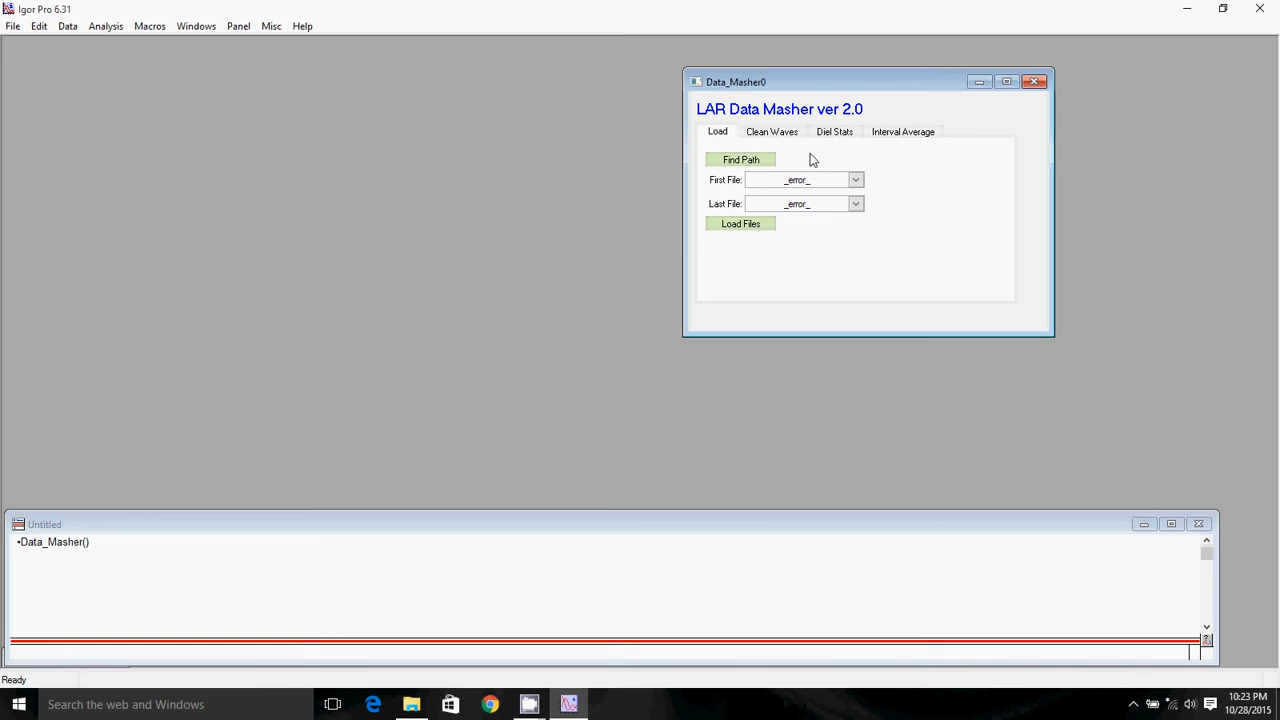 Igor Pro 6.31
File Edit Data Analysis Macros Windows Panel Misc Help
Data_Masher0
LAR Data Masher ver 2.0
Load Clean Waves Diel Stats Interval Average
Find Path
First File: _error_
Last File: _error_
Load Files
Untitled
•Data_Masher()
Ready
Search the web and Windows
10:23 PM
10/28/2015